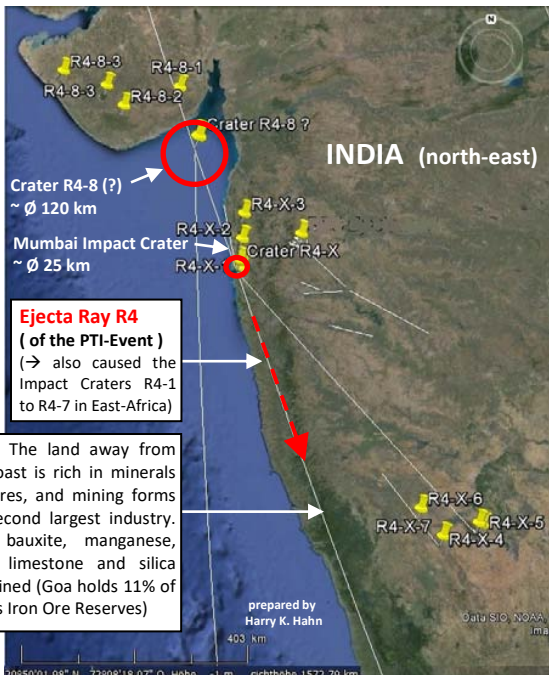 N
R4-8-3
R4-8-1
R4-8-3
R4-8-2
Crater R4-8 ?
INDIA (north-east)
Crater R4-8 (?)
~ Ø 120 km
R4-X-3
R4-X-2
Mumbai Impact Crater
Crater R4-X
~ Ø 25 km
R4-X-1
Ejecta Ray R4
( of the PTI-Event )
(→ also caused the
Impact Craters R4-1
to R4-7 in East-Africa)
The land away from
oast is rich in minerals
res, and mining forms
econd largest industry.
bauxite, manganese,
limestone and silica
ined (Goa holds 11% of
s Iron Ore Reserves)
R4-X-6
R4-X-5
R4-X-7
R4-X-4
prepared by
Harry K. Hahn
Data SIO, NOAA,
Ima
403 km